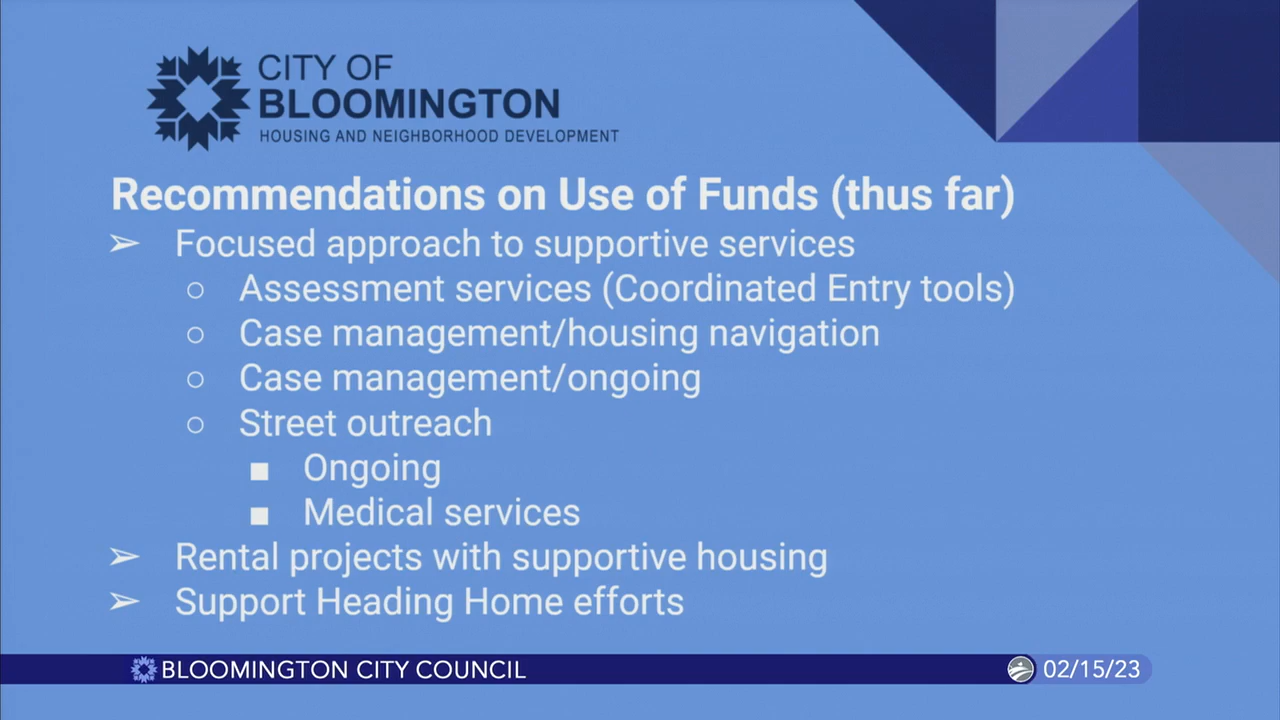 CITY OF
BLOOMINGTON
HOUSING AND NEIGHBORHOOD DEVELOPMENT
Recommendations on Use of Funds (thus far)
➢ Focused approach to supportive services
○ Assessment services (Coordinated Entry tools)
○ Case management/housing navigation
○ Case management/ongoing
○ Street outreach
■ Ongoing
■ Medical services
➢ Rental projects with supportive housing
➢ Support Heading Home efforts
BLOOMINGTON CITY COUNCIL 02/15/23